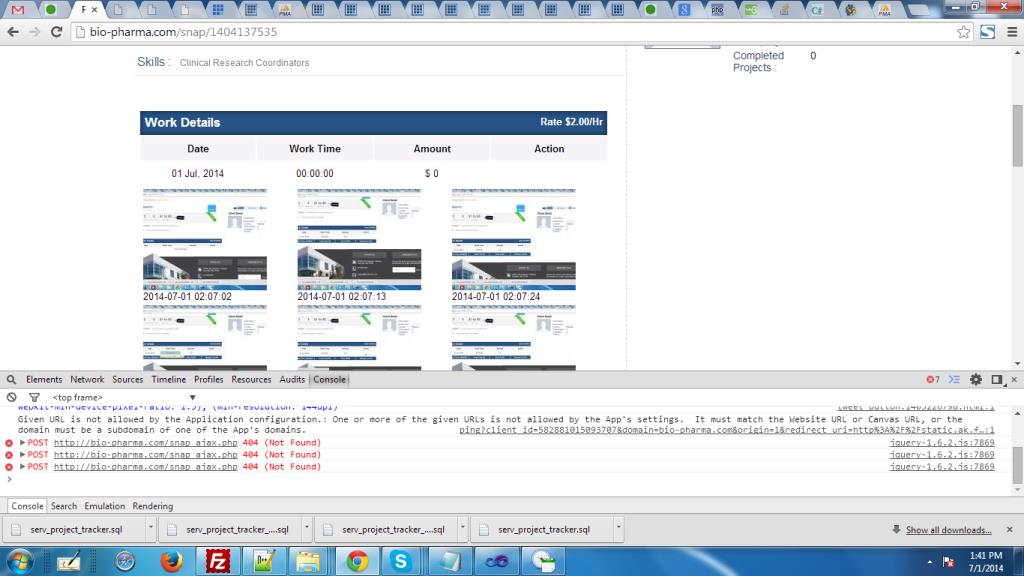 F
PMA
PMA
C#
php
bio-pharma.com/snap/1404137535
Skills : Clinical Research Coordinators
Completed Projects : 0
Work Details Rate $2.00/Hr
Date Work Time Amount Action
01 Jul, 2014 00:00:00 $ 0
2014-07-01 02:07:02 2014-07-01 02:07:13 2014-07-01 02:07:24
Elements Network Sources Timeline Profiles Resources Audits Console 7
<top frame>
webkit-min-device-pixel-ratio: 1.5), (min-resolution: 144dpi) tweet_button.1403226798.html:1
Given URL is not allowed by the Application configuration.: One or more of the given URLs is not allowed by the App's settings. It must match the Website URL or Canvas URL, or the
domain must be a subdomain of one of the App's domains. ping?client_id=582881015093707&domain=bio-pharma.com&origin=1&redirect_uri=http%3A%2F%2Fstatic.ak.f…:1
POST http://bio-pharma.com/snap_ajax.php 404 (Not Found) jquery-1.6.2.js:7869
POST http://bio-pharma.com/snap_ajax.php 404 (Not Found) jquery-1.6.2.js:7869
POST http://bio-pharma.com/snap_ajax.php 404 (Not Found) jquery-1.6.2.js:7869
Console Search Emulation Rendering
serv_project_tracker.sql serv_project_tracker_....sql serv_project_tracker_....sql serv_project_tracker.sql Show all downloads...
1:41 PM
7/1/2014